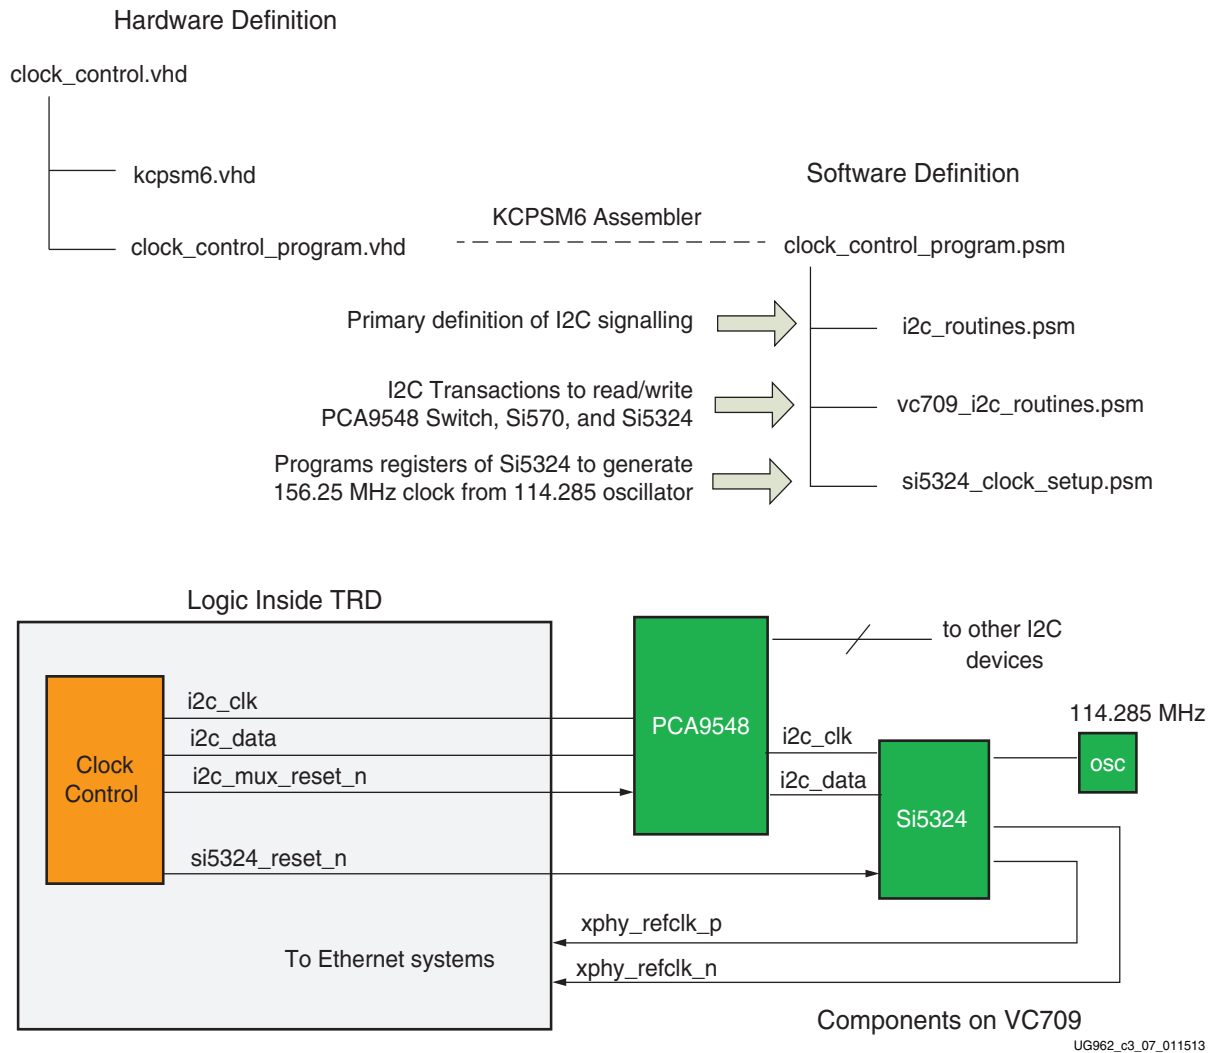 Hardware Definition
clock_control.vhd
kcpsm6.vhd
Software Definition
KCPSM6 Assembler
clock_control_program.vhd
clock_control_program.psm
Primary definition of I2C signalling
i2c_routines.psm
I2C Transactions to read/write
PCA9548 Switch, Si570, and Si5324
vc709_i2c_routines.psm
Programs registers of Si5324 to generate
156.25 MHz clock from 114.285 oscillator
si5324_clock_setup.psm
Logic Inside TRD
to other I2C
devices
i2c_clk
i2c_data
i2c_mux_reset_n
Clock
Control
PCA9548
i2c_clk
i2c_data
114.285 MHz
osc
Si5324
si5324_reset_n
xphy_refclk_p
To Ethernet systems
xphy_refclk_n
Components on VC709
UG962_c3_07_011513